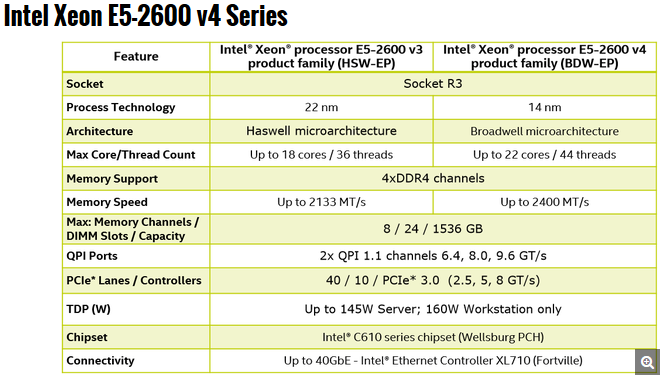 Intel Xeon E5-2600 v4 Series
Feature
Intel® Xeon® processor E5-2600 v3
product family (HSW-EP)
Intel® Xeon® processor E5-2600 v4
product family (BDW-EP)
Socket
Socket R3
Process Technology
22 nm
14 nm
Architecture
Haswell microarchitecture
Broadwell microarchitecture
Max Core/Thread Count
Up to 18 cores / 36 threads
Up to 22 cores / 44 threads
Memory Support
4xDDR4 channels
Memory Speed
Up to 2133 MT/s
Up to 2400 MT/s
Max: Memory Channels /
DIMM Slots / Capacity
8 / 24 / 1536 GB
QPI Ports
2x QPI 1.1 channels 6.4, 8.0, 9.6 GT/s
PCIe* Lanes / Controllers
40 / 10 / PCIe* 3.0 (2.5, 5, 8 GT/s)
TDP (W)
Up to 145W Server; 160W Workstation only
Chipset
Intel® C610 series chipset (Wellsburg PCH)
Connectivity
Up to 40GbE - Intel® Ethernet Controller XL710 (Fortville)